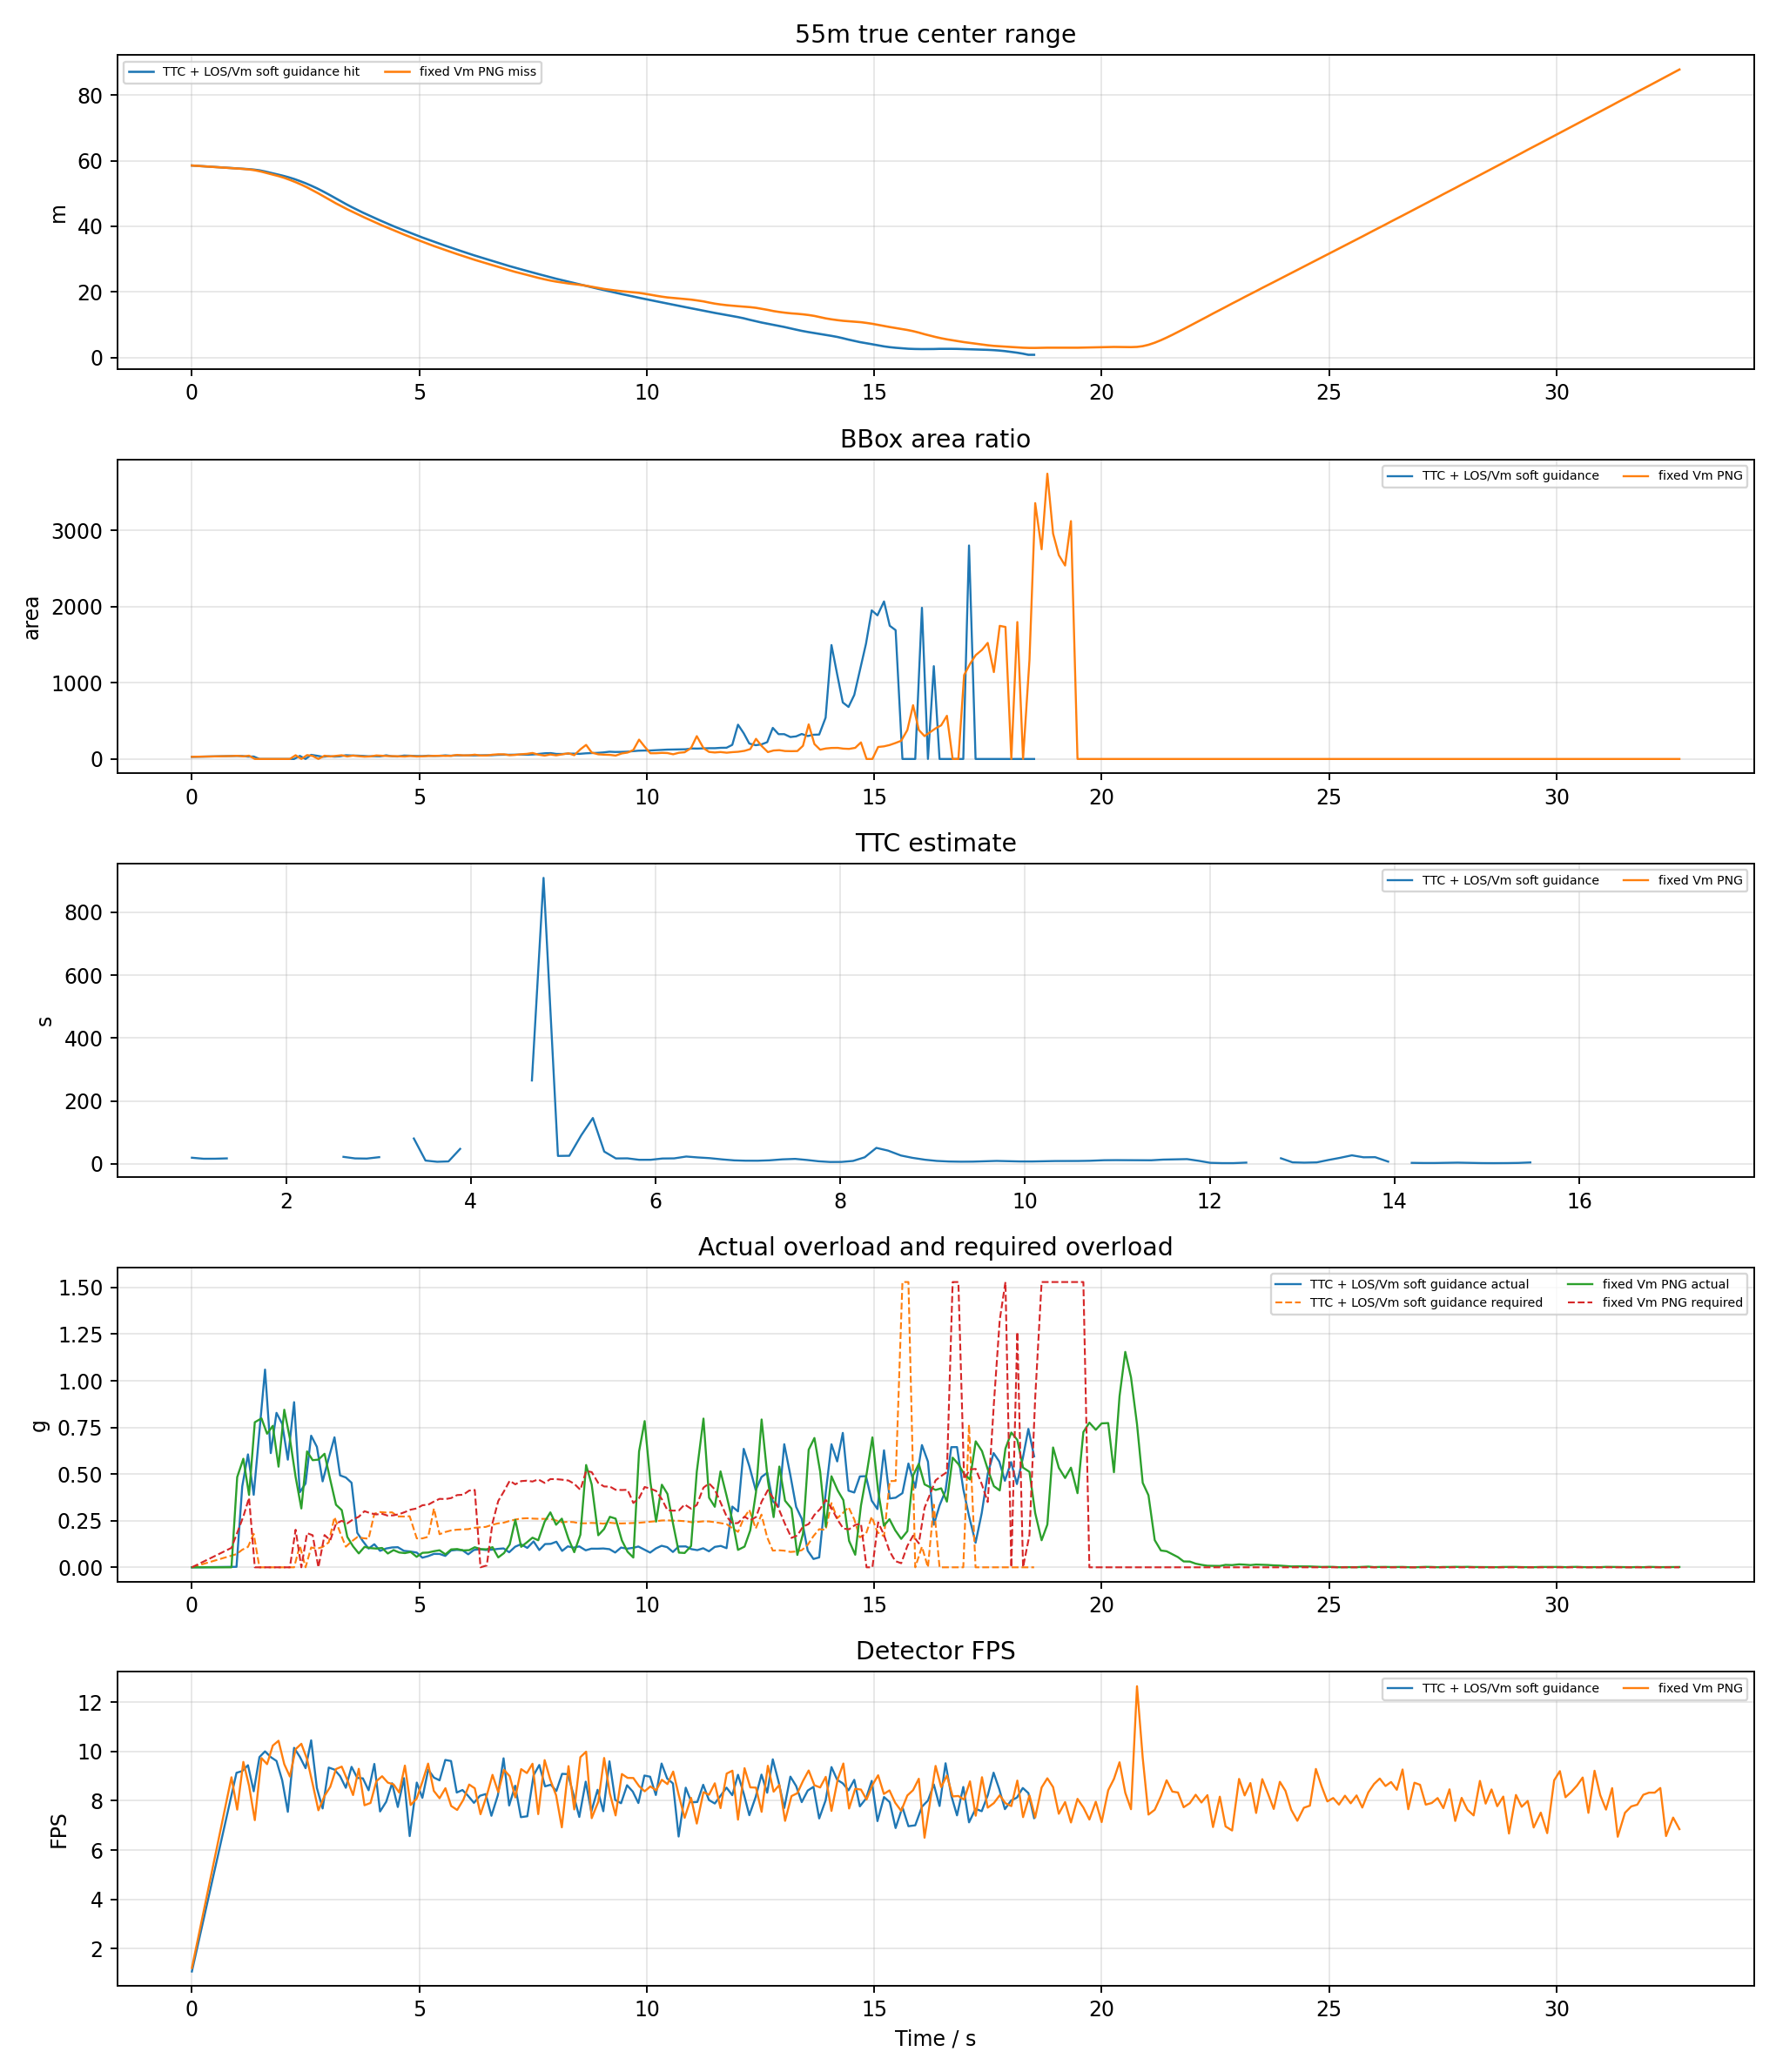 55m true center range
TTC + LOS/Vm soft guidance hit fixed Vm PNG miss
m
80
60
40
20
0
0 5 10 15 20 25 30
BBox area ratio
TTC + LOS/Vm soft guidance fixed Vm PNG
area
3000
2000
1000
0
0 5 10 15 20 25 30
TTC estimate
TTC + LOS/Vm soft guidance fixed Vm PNG
s
800
600
400
200
0
2 4 6 8 10 12 14 16
Actual overload and required overload
TTC + LOS/Vm soft guidance actual fixed Vm PNG actual
TTC + LOS/Vm soft guidance required fixed Vm PNG required
g
1.50
1.25
1.00
0.75
0.50
0.25
0.00
0 5 10 15 20 25 30
Detector FPS
TTC + LOS/Vm soft guidance fixed Vm PNG
FPS
12
10
8
6
4
2
0 5 10 15 20 25 30
Time / s